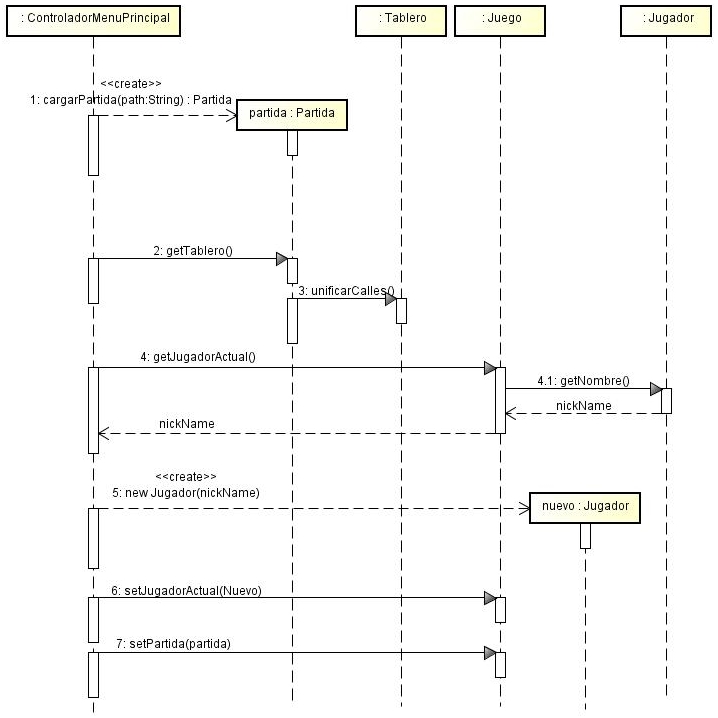 : ControladorMenuPrincipal
: Tablero
: Juego
: Jugador
<<create>>
1: cargarPartida(path:String) : Partida
partida : Partida
2: getTablero()
3: unificarCalles()
4: getJugadorActual()
4.1: getNombre()
nickName
nickName
<<create>>
5: new Jugador(nickName)
nuevo : Jugador
6: setJugadorActual(Nuevo)
7: setPartida(partida)